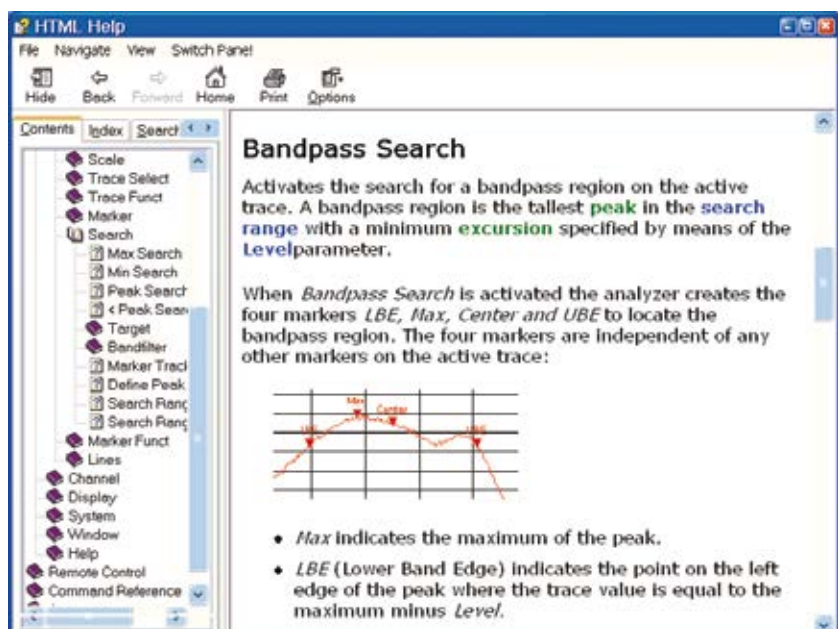 HTML Help
File Navigate View Switch Panel
Hide Back Forward Home Print Options
Contents Index Search
Scale
Trace Select
Trace Funct
Marker
Search
Max Search
Min Search
Peak Search
< Peak Sear
Target
Bandfilter
Marker Track
Define Peak
Search Rang
Search Rang
Marker Funct
Lines
Channel
Display
System
Window
Help
Remote Control
Command Reference
Bandpass Search
Activates the search for a bandpass region on the active
trace. A bandpass region is the tallest peak in the search
range with a minimum excursion specified by means of the
Levelparameter.
When Bandpass Search is activated the analyzer creates the
four markers LBE, Max, Center and UBE to locate the
bandpass region. The four markers are independent of any
other markers on the active trace:
Max
Center
LBE UBE
• Max indicates the maximum of the peak.
• LBE (Lower Band Edge) indicates the point on the left
edge of the peak where the trace value is equal to the
maximum minus Level.